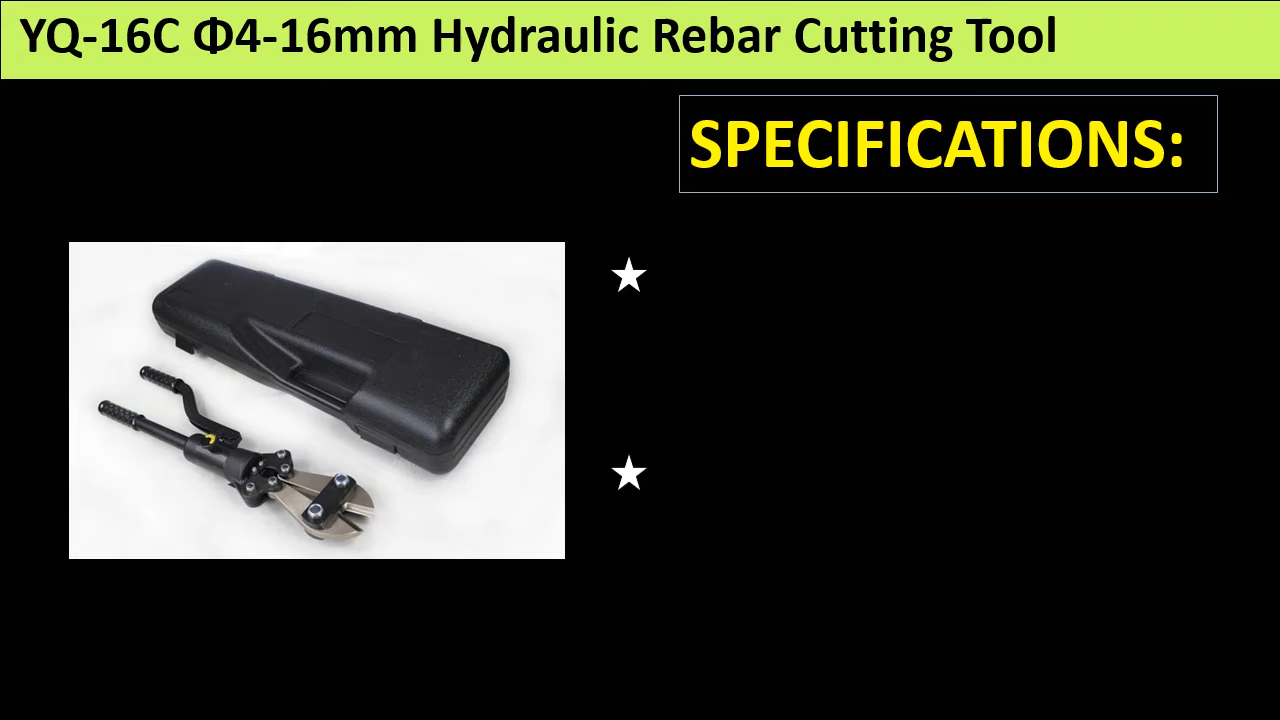 YQ-16C Φ4-16mm Hydraulic Rebar Cutting Tool
SPECIFICATIONS: